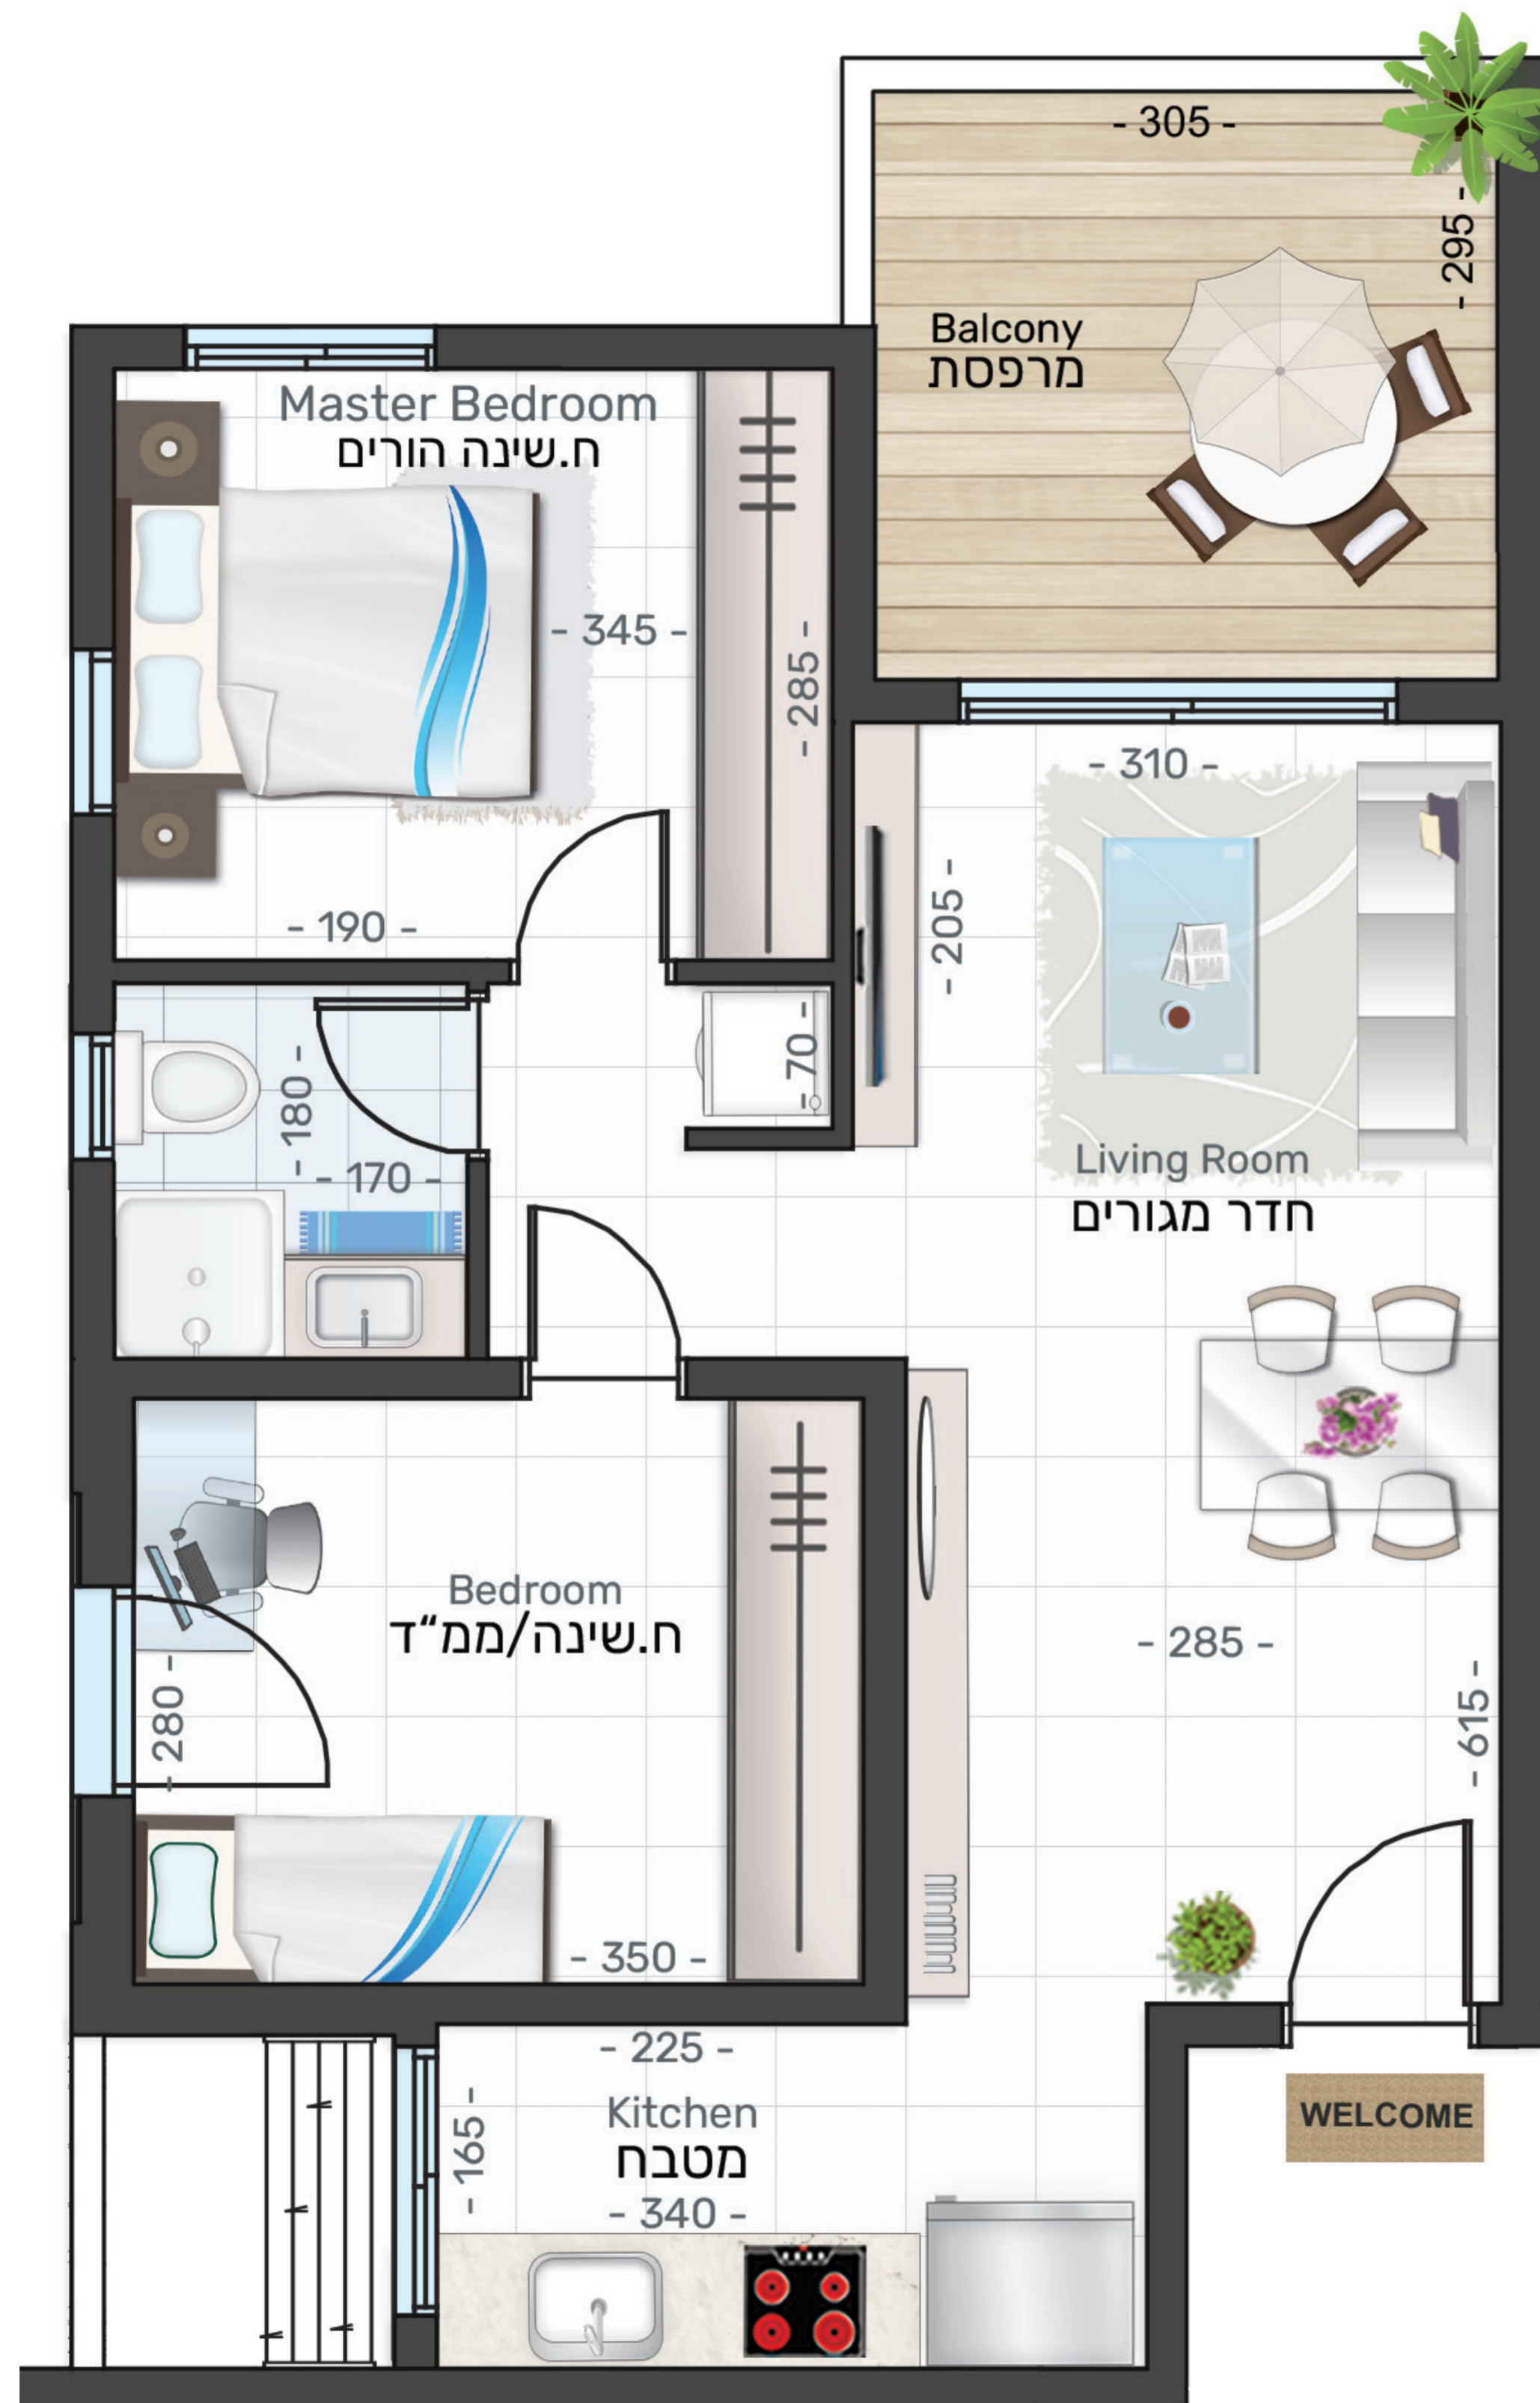 - 305 -
- 295 -
Balcony
מרפסת
Master Bedroom
ח.שינה הורים
- 345 -
- 285 -
- 190 -
- 310 -
- 205 -
- 70 -
- 180 -
- 170 -
Living Room
חדר מגורים
Bedroom
ח.שינה/ממ“ד
- 280 -
- 285 -
- 615 -
- 350 -
- 225 -
Kitchen
מטבח
- 165 -
- 340 -
WELCOME